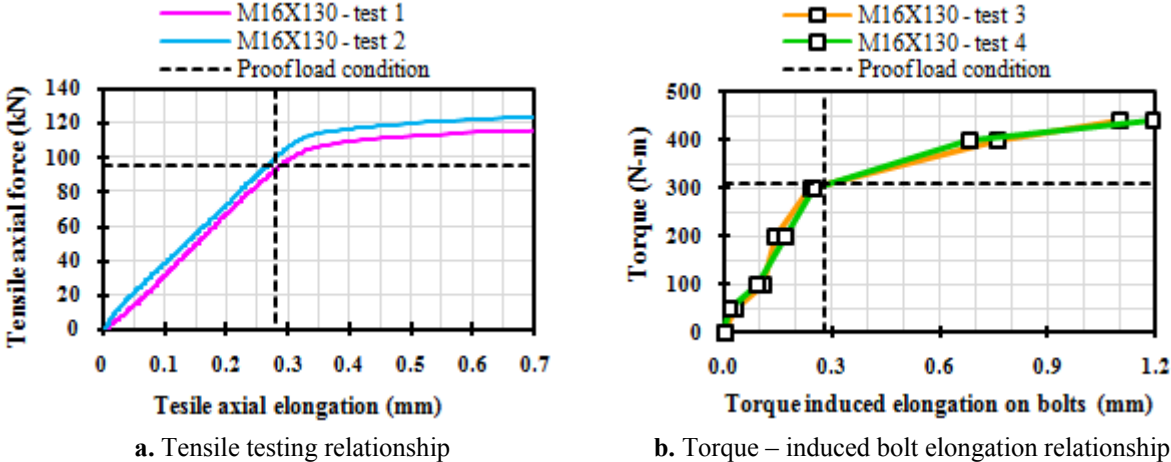 M16X130 - test 1
M16X130 - test 2
Proof load condition
Tensile axial force (kN)
140
120
100
80
60
40
20
0
0 0.1 0.2 0.3 0.4 0.5 0.6 0.7
Tesile axial elongation (mm)
a. Tensile testing relationship
M16X130 - test 3
M16X130 - test 4
Proof load condition
Torque (N-m)
500
400
300
200
100
0
0.0 0.3 0.6 0.9 1.2
Torque induced elongation on bolts (mm)
b. Torque – induced bolt elongation relationship